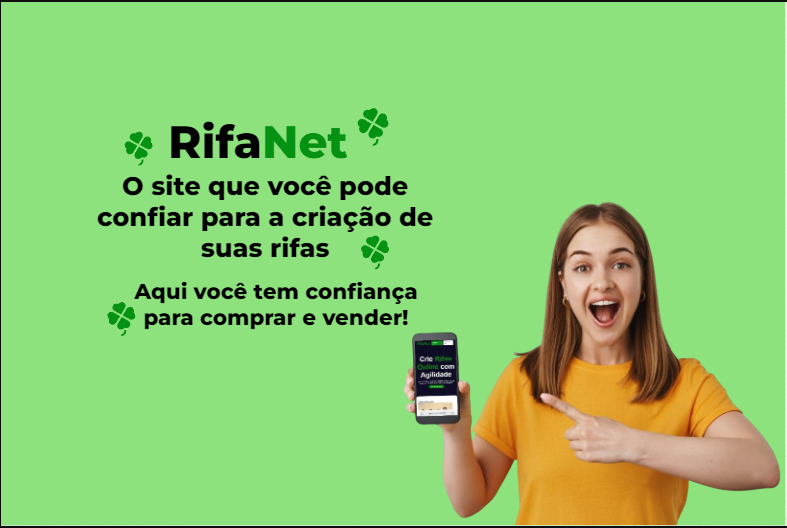 RifaNet
O site que você pode
confiar para a criação de
suas rifas
Aqui você tem confiança
para comprar e vender!
Crie Rifas
Online com
Agilidade